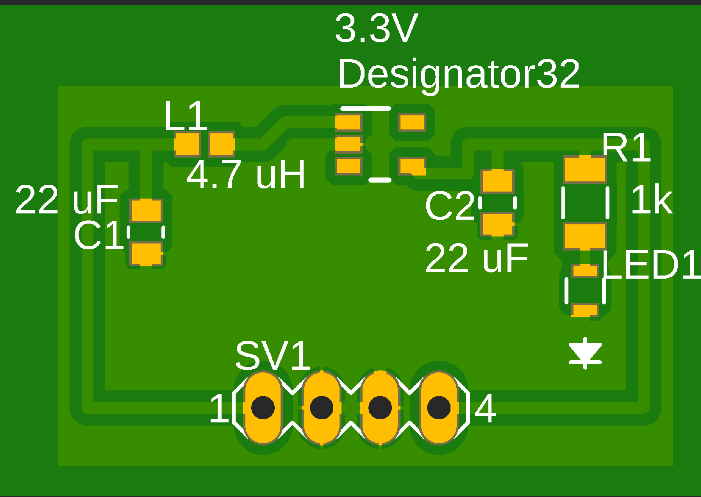 3.3V
Designator32
L1
R1
4.7 uH
22 uF
C2
1k
C1
22 uF
LED1
SV1
1
4